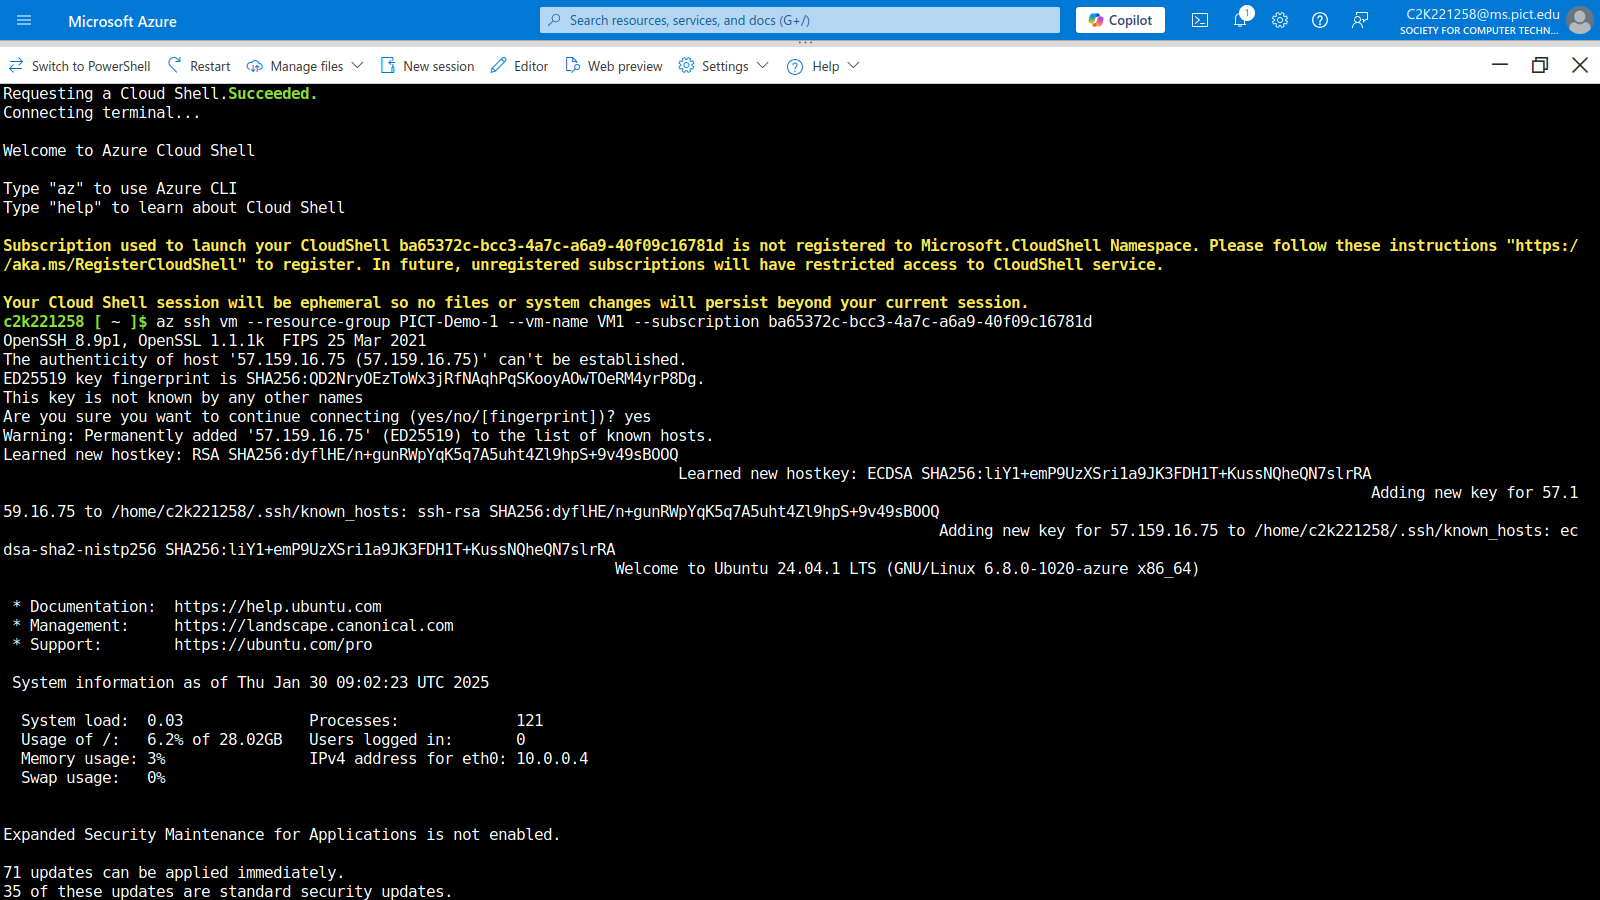 Microsoft Azure
Search resources, services, and docs (G+/)
Copilot
1
C2K221258@ms.pict.edu
SOCIETY FOR COMPUTER TECHN...
Switch to PowerShell
Restart
Manage files
New session
Editor
Web preview
Settings
Help
Requesting a Cloud Shell.Succeeded.
Connecting terminal...
Welcome to Azure Cloud Shell
Type "az" to use Azure CLI
Type "help" to learn about Cloud Shell
Subscription used to launch your CloudShell ba65372c-bcc3-4a7c-a6a9-40f09c16781d is not registered to Microsoft.CloudShell Namespace. Please follow these instructions "https:/
/aka.ms/RegisterCloudShell" to register. In future, unregistered subscriptions will have restricted access to CloudShell service.
Your Cloud Shell session will be ephemeral so no files or system changes will persist beyond your current session.
c2k221258 [ ~ ]$ az ssh vm --resource-group PICT-Demo-1 --vm-name VM1 --subscription ba65372c-bcc3-4a7c-a6a9-40f09c16781d
OpenSSH_8.9p1, OpenSSL 1.1.1k  FIPS 25 Mar 2021
The authenticity of host '57.159.16.75 (57.159.16.75)' can't be established.
ED25519 key fingerprint is SHA256:QD2NryOEzToWx3jRfNAqhPqSKooyAOwTOeRM4yrP8Dg.
This key is not known by any other names
Are you sure you want to continue connecting (yes/no/[fingerprint])? yes
Warning: Permanently added '57.159.16.75' (ED25519) to the list of known hosts.
Learned new hostkey: RSA SHA256:dyflHE/n+gunRWpYqK5q7A5uht4Zl9hpS+9v49sBOOQ
Learned new hostkey: ECDSA SHA256:liY1+emP9UzXSri1a9JK3FDH1T+KussNQheQN7slrRA
Adding new key for 57.1
59.16.75 to /home/c2k221258/.ssh/known_hosts: ssh-rsa SHA256:dyflHE/n+gunRWpYqK5q7A5uht4Zl9hpS+9v49sBOOQ
Adding new key for 57.159.16.75 to /home/c2k221258/.ssh/known_hosts: ec
dsa-sha2-nistp256 SHA256:liY1+emP9UzXSri1a9JK3FDH1T+KussNQheQN7slrRA
Welcome to Ubuntu 24.04.1 LTS (GNU/Linux 6.8.0-1020-azure x86_64)
* Documentation:  https://help.ubuntu.com
* Management:     https://landscape.canonical.com
* Support:        https://ubuntu.com/pro
System information as of Thu Jan 30 09:02:23 UTC 2025
System load:  0.03              Processes:             121
Usage of /:   6.2% of 28.02GB   Users logged in:       0
Memory usage: 3%                IPv4 address for eth0: 10.0.0.4
Swap usage:   0%
Expanded Security Maintenance for Applications is not enabled.
71 updates can be applied immediately.
35 of these updates are standard security updates.